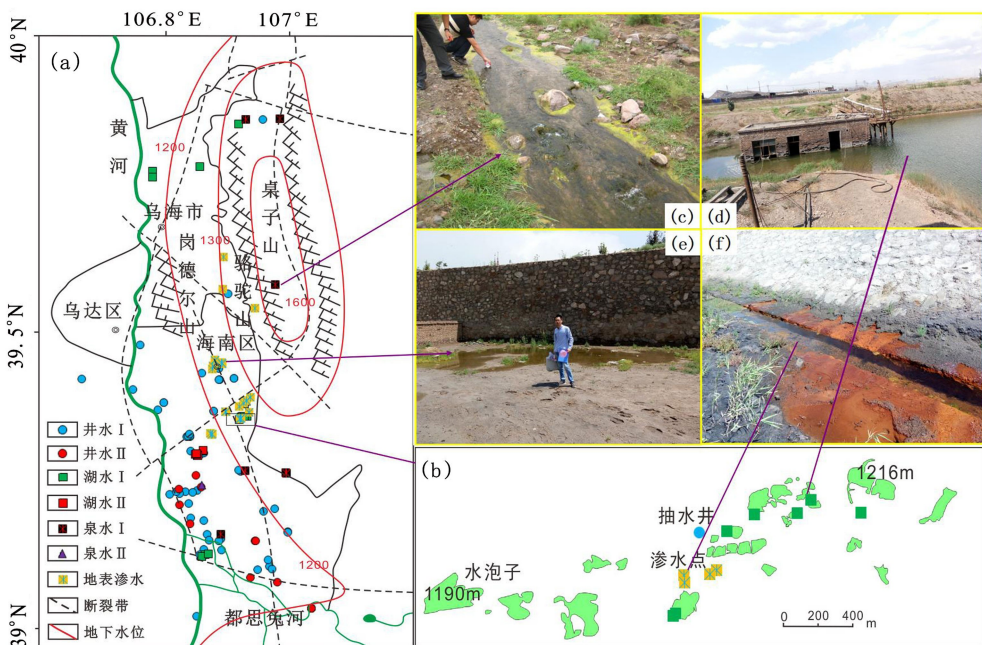 106.8°E
107°E
40°N
39.5°N
39°N
(a)
黄河
1200
乌海市
岗德尔山
1300
骆驼山
桌子山
1600
乌达区
海南区
1200
都思兔河
井水Ⅰ
井水Ⅱ
湖水Ⅰ
湖水Ⅱ
泉水Ⅰ
泉水Ⅱ
地表渗水
断裂带
地下水位
(c)
(d)
(e)
(f)
(b)
1216m
抽水井
渗水点
水泡子
1190m
0 200 400 m